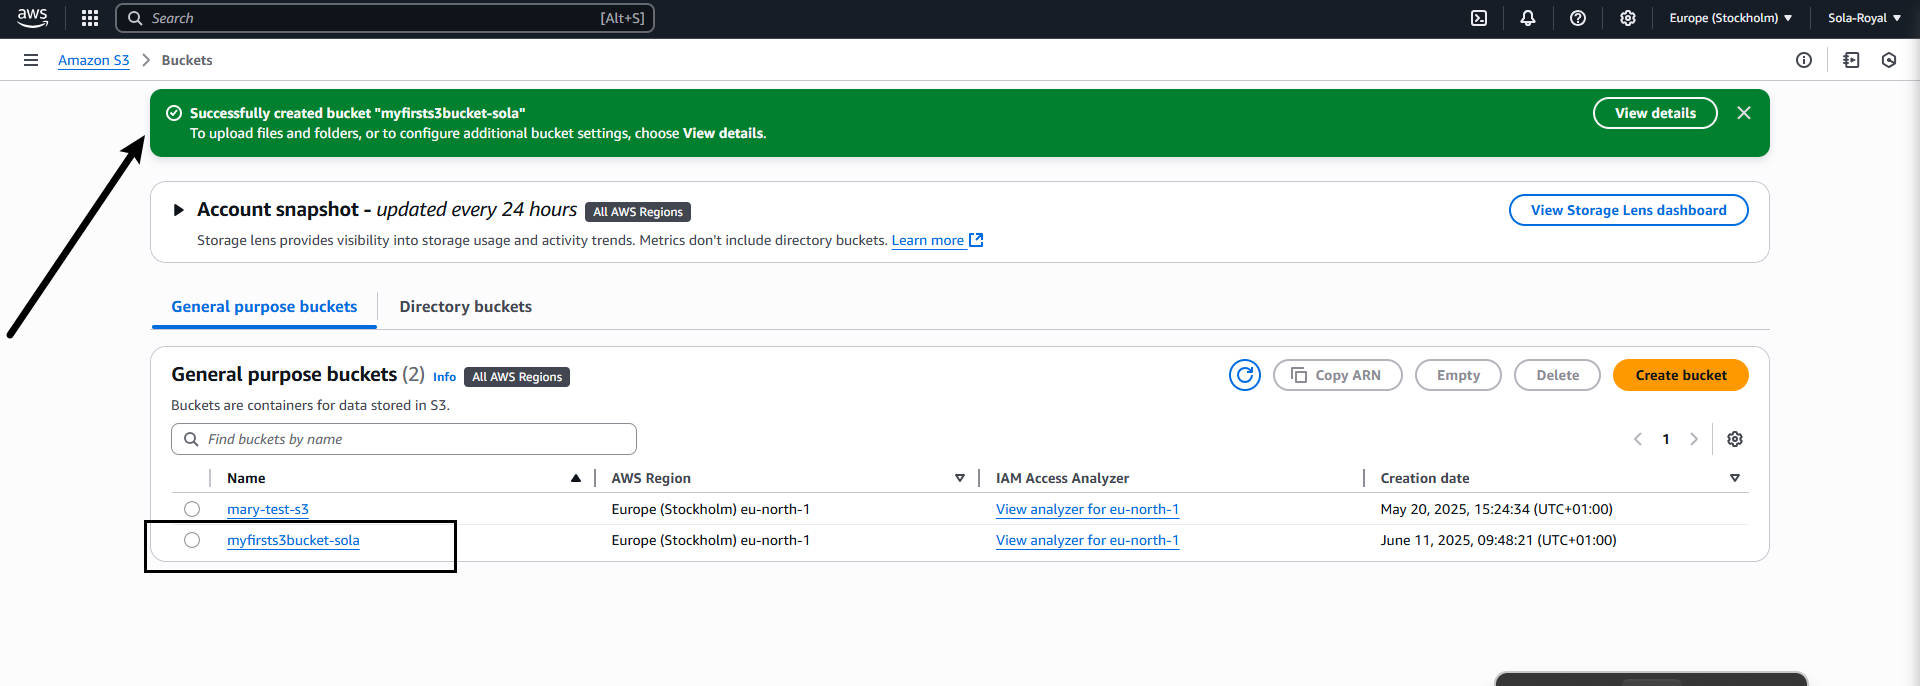 aws Search [Alt+S] Europe (Stockholm) Sola-Royal
Amazon S3 Buckets
Successfully created bucket "myfirsts3bucket-sola"
To upload files and folders, or to configure additional bucket settings, choose View details.
View details
Account snapshot - updated every 24 hours All AWS Regions
View Storage Lens dashboard
Storage lens provides visibility into storage usage and activity trends. Metrics don't include directory buckets. Learn more
General purpose buckets Directory buckets
General purpose buckets (2) Info All AWS Regions
Copy ARN Empty Delete Create bucket
Buckets are containers for data stored in S3.
Find buckets by name
1
Name AWS Region IAM Access Analyzer Creation date
mary-test-s3 Europe (Stockholm) eu-north-1 View analyzer for eu-north-1 May 20, 2025, 15:24:34 (UTC+01:00)
myfirsts3bucket-sola Europe (Stockholm) eu-north-1 View analyzer for eu-north-1 June 11, 2025, 09:48:21 (UTC+01:00)